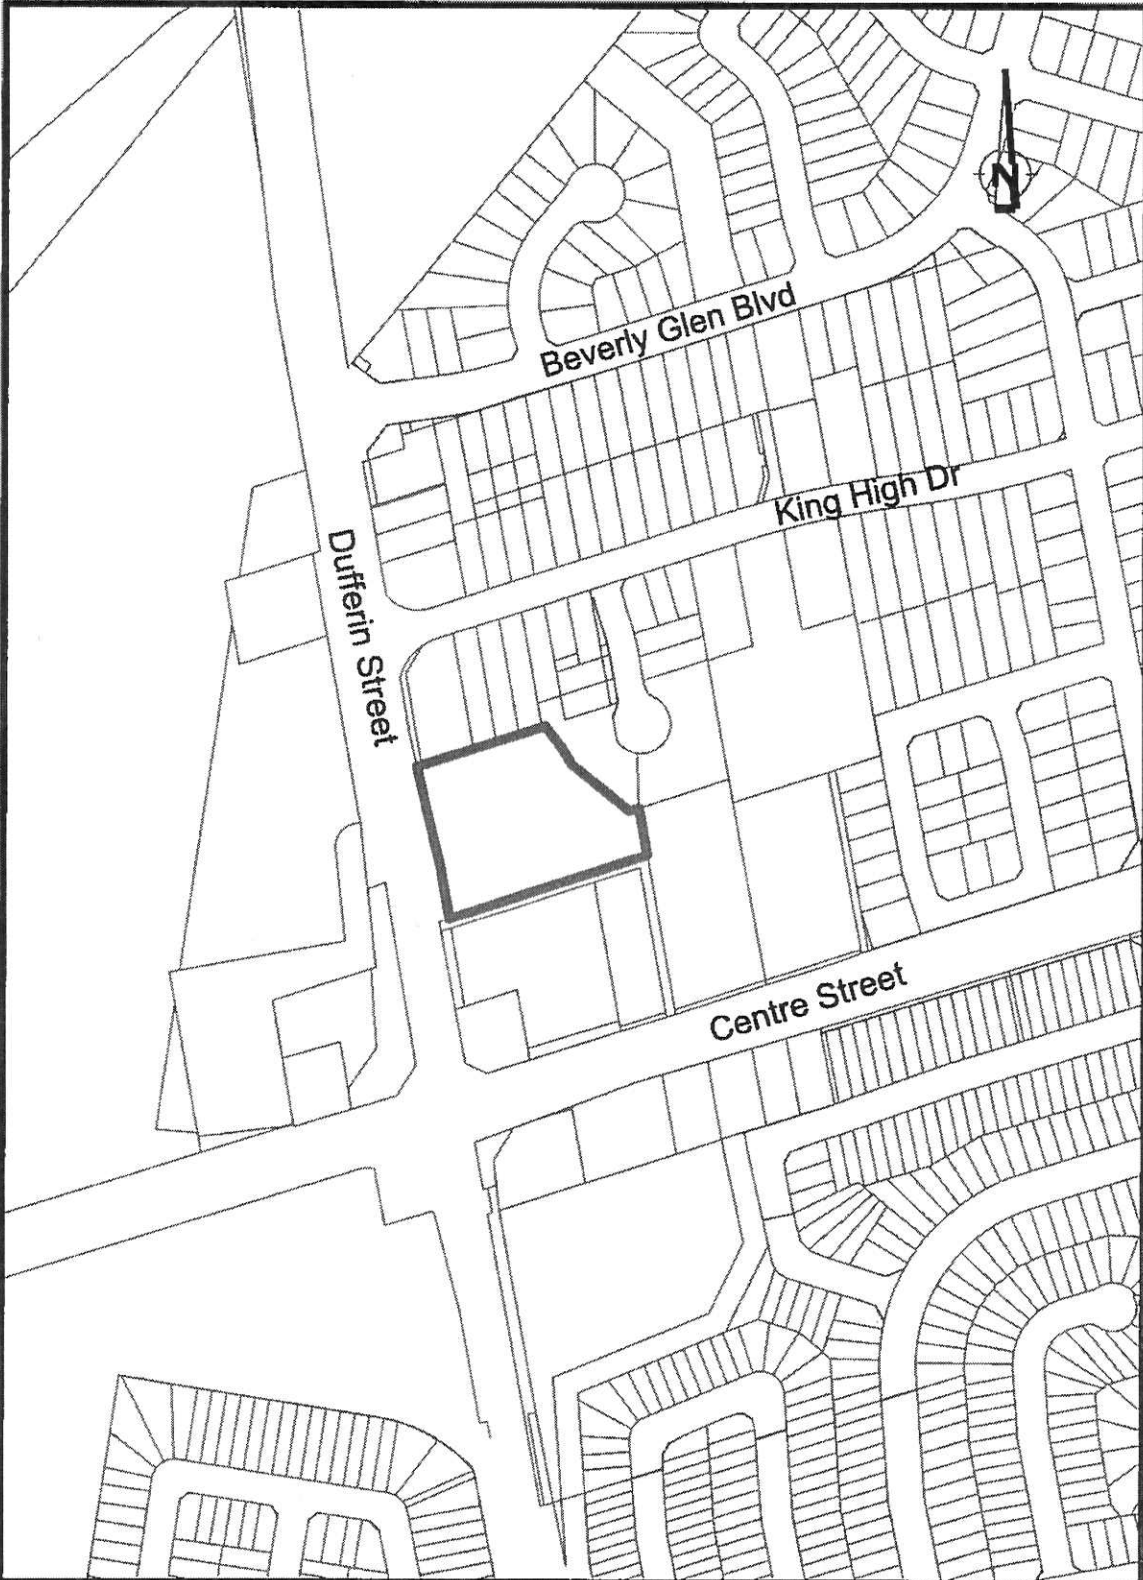 N
Beverly Glen Blvd
King High Dr
Dufferin Street
Centre Street